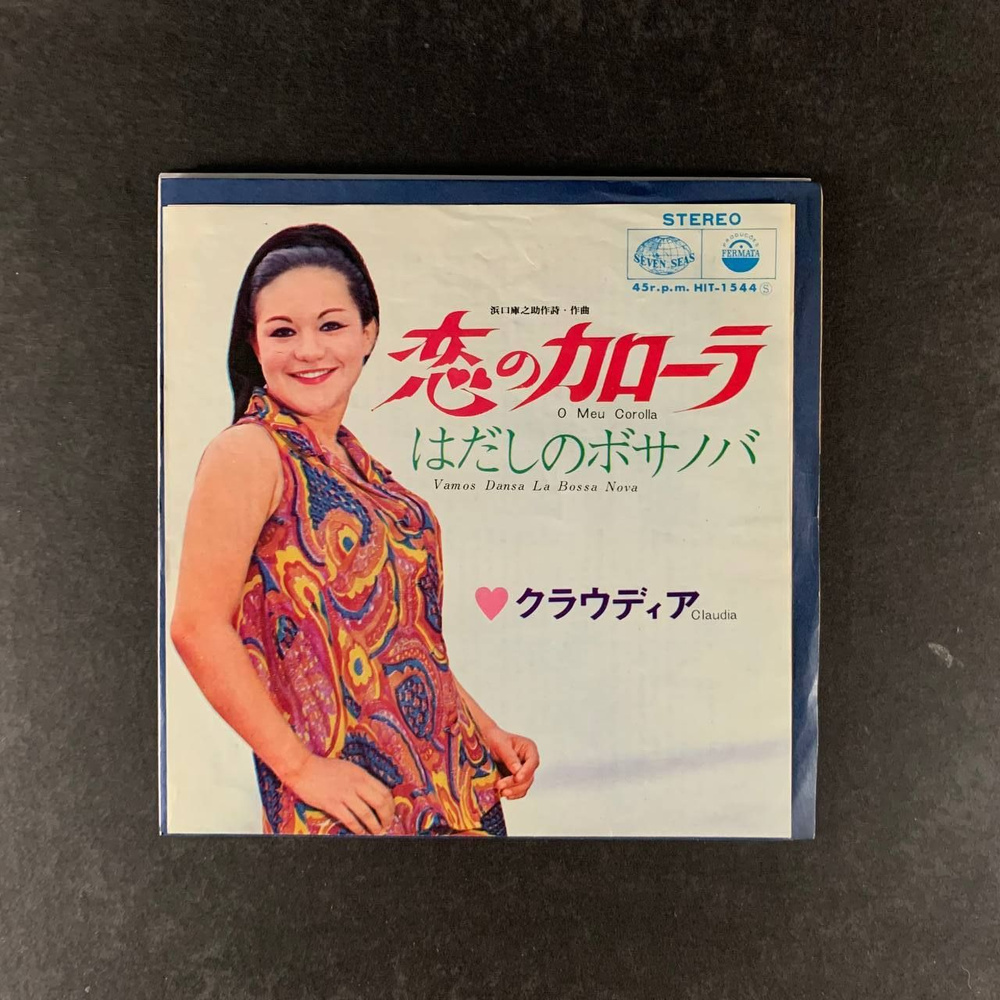 STEREO
SEVEN SEAS
PRODUÇÕES
FERMATA
45r.p.m. HIT-1544 Ⓢ
浜口庫之助作詩・作曲
恋のカローラ
O Meu Corolla
はだしのボサノバ
Vamos Dansa La Bossa Nova
クラウディア Claudia